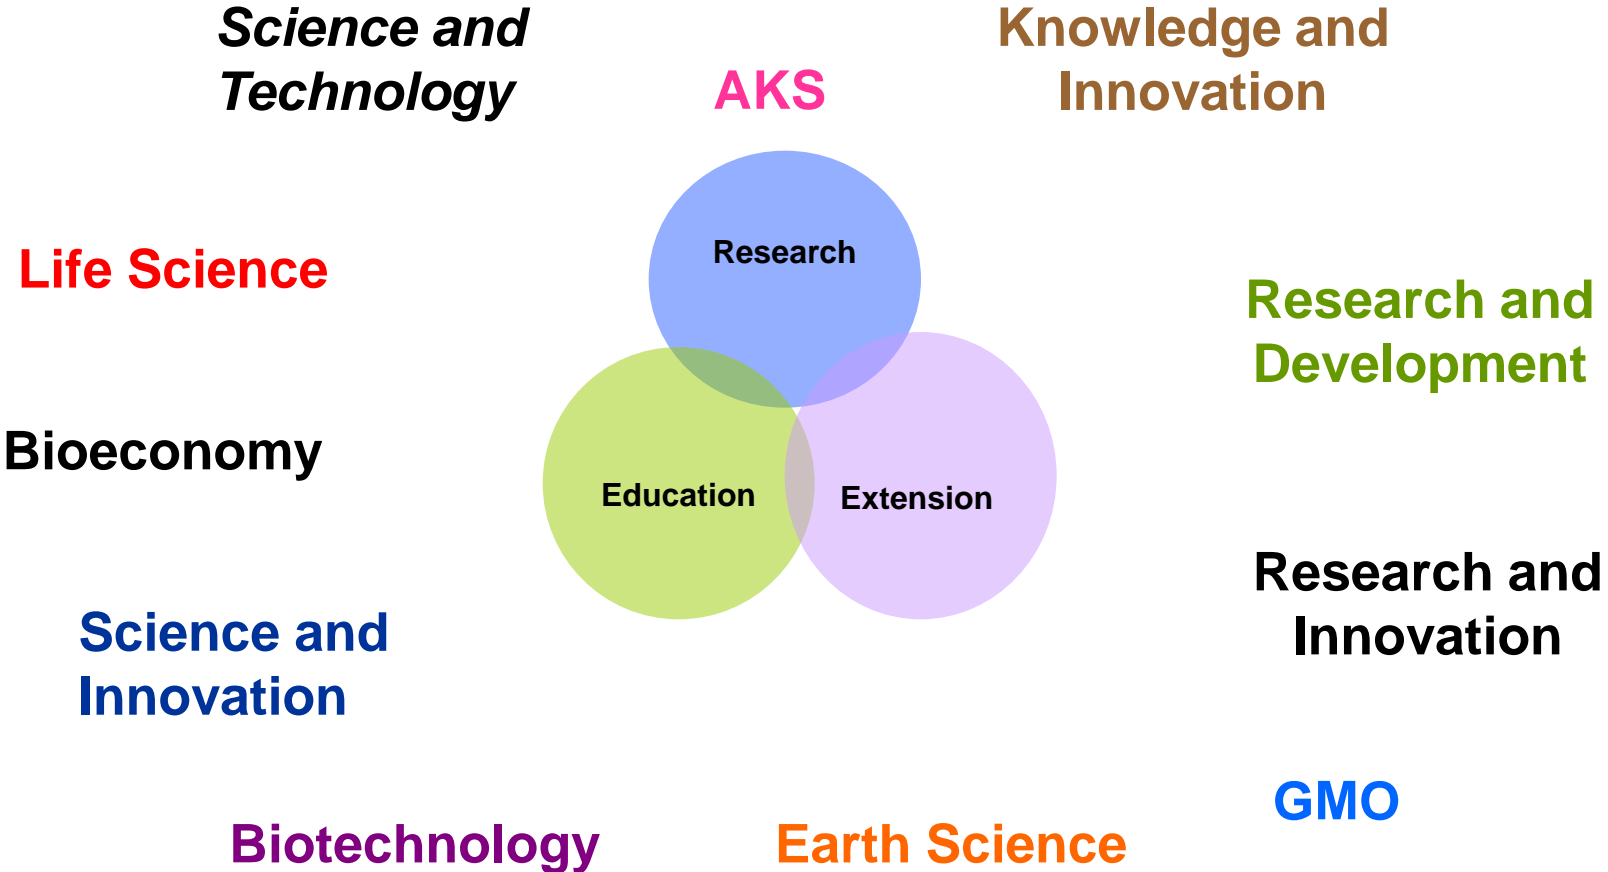 Science and
Technology
AKS
Knowledge and
Innovation
Research
Life Science
Research and
Development
Bioeconomy
Education
Extension
Research and
Innovation
Science and
Innovation
GMO
Biotechnology
Earth Science